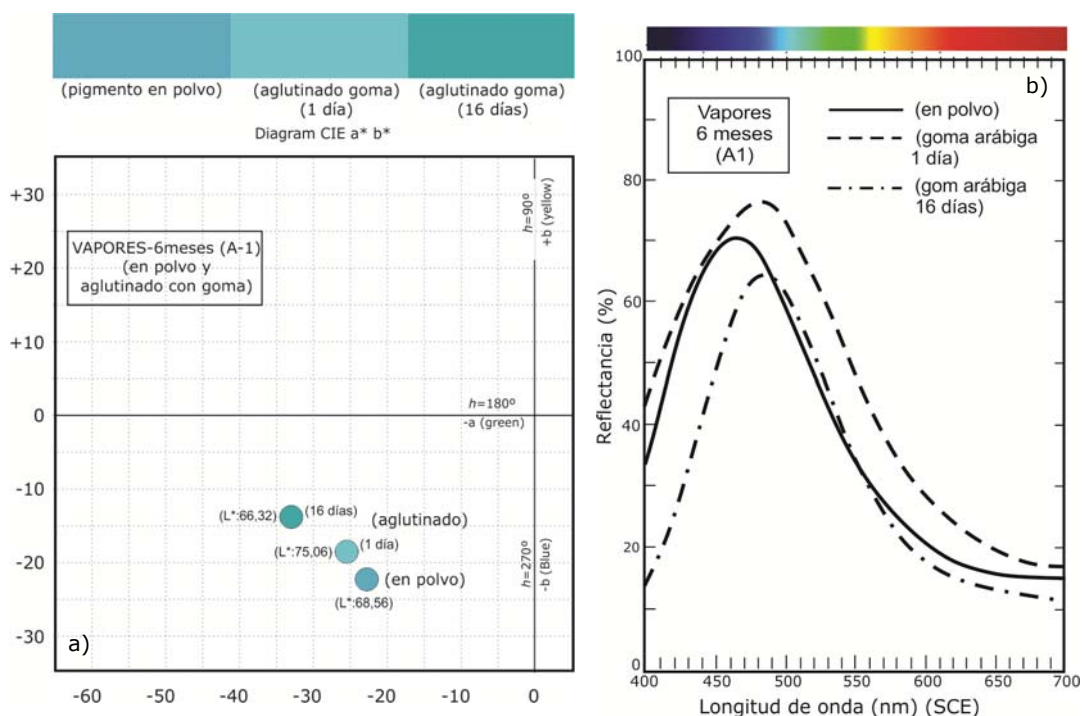 (pigmento en polvo)
(aglutinado goma)
(1 día)
(aglutinado goma)
(16 días)
Diagram CIE a* b*
+30
+20
+10
0
-10
-20
-30
-60
-50
-40
-30
-20
-10
0
VAPORES-6meses (A-1)
(en polvo y
aglutinado con goma)
h=90º
+b (yellow)
h=180º
-a (green)
h=270º
-b (Blue)
(L*:66,32)
(16 días)
(aglutinado)
(L*:75,06)
(1 día)
(en polvo)
(L*:68,56)
a)
b)
100
80
60
40
20
0
Reflectancia (%)
Vapores
6 meses
(A1)
(en polvo)
(goma arábiga
1 día)
(gom arábiga
16 días)
400
450
500
550
600
650
700
Longitud de onda (nm) (SCE)